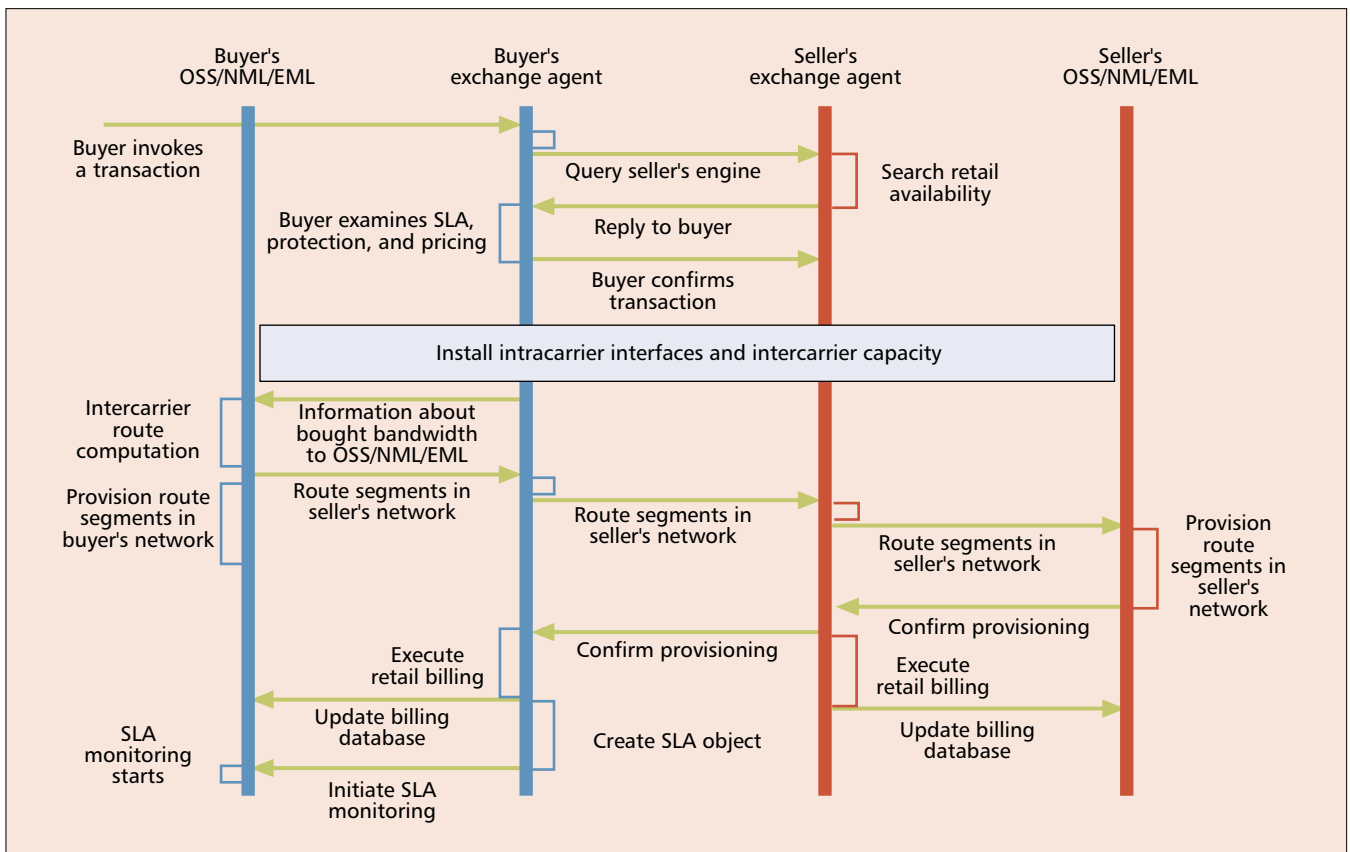 Buyer's
OSS/NML/EML
Buyer's
exchange agent
Seller's
exchange agent
Seller's
OSS/NML/EML
Buyer invokes
a transaction
Query seller's engine
Search retail
availability
Buyer examines SLA,
protection, and pricing
Reply to buyer
Buyer confirms
transaction
Install intracarrier interfaces and intercarrier capacity
Intercarrier
route
computation
Information about
bought bandwidth
to OSS/NML/EML
Provision route
segments in
buyer's network
Route segments in
seller's network
Route segments in
seller's network
Route segments in
seller's network
Provision
route
segments in
seller's
network
Confirm provisioning
Confirm provisioning
Execute
retail billing
Execute
retail billing
Update billing
database
Update billing
database
Create SLA object
SLA
monitoring
starts
Initiate SLA
monitoring